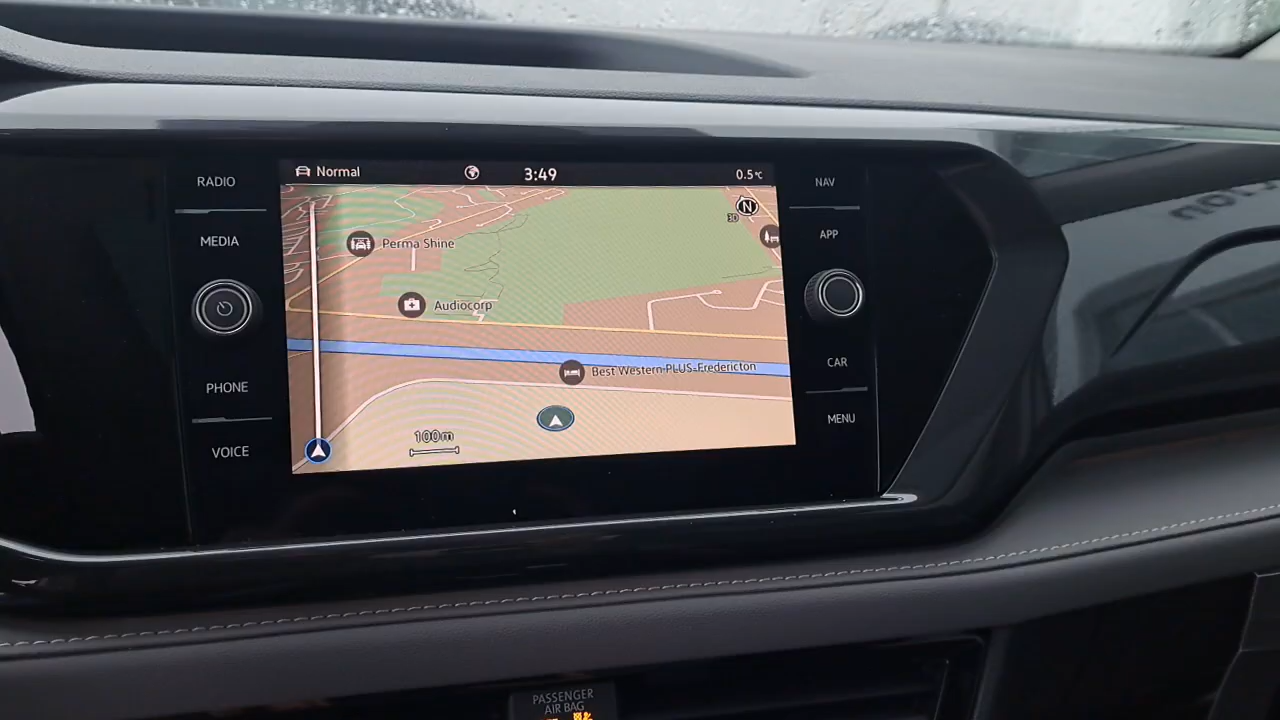 RADIO
MEDIA
PHONE
VOICE
Normal
3:49
0.5°C
N
3D
Perma Shine
Audiocorp
Best Western PLUS-Fredericton
100m
NAV
APP
CAR
MENU
PASSENGER
AIR BAG